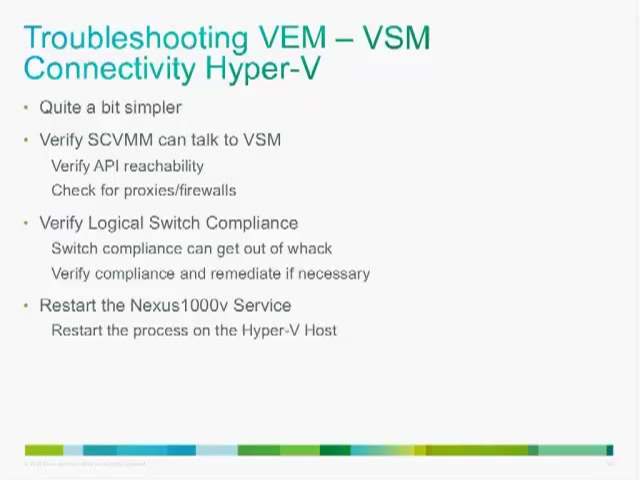 Troubleshooting VEM – VSM
Connectivity Hyper-V
• Quite a bit simpler
• Verify SCVMM can talk to VSM
Verify API reachability
Check for proxies/firewalls
• Verify Logical Switch Compliance
Switch compliance can get out of whack
Verify compliance and remediate if necessary
• Restart the Nexus1000v Service
Restart the process on the Hyper-V Host